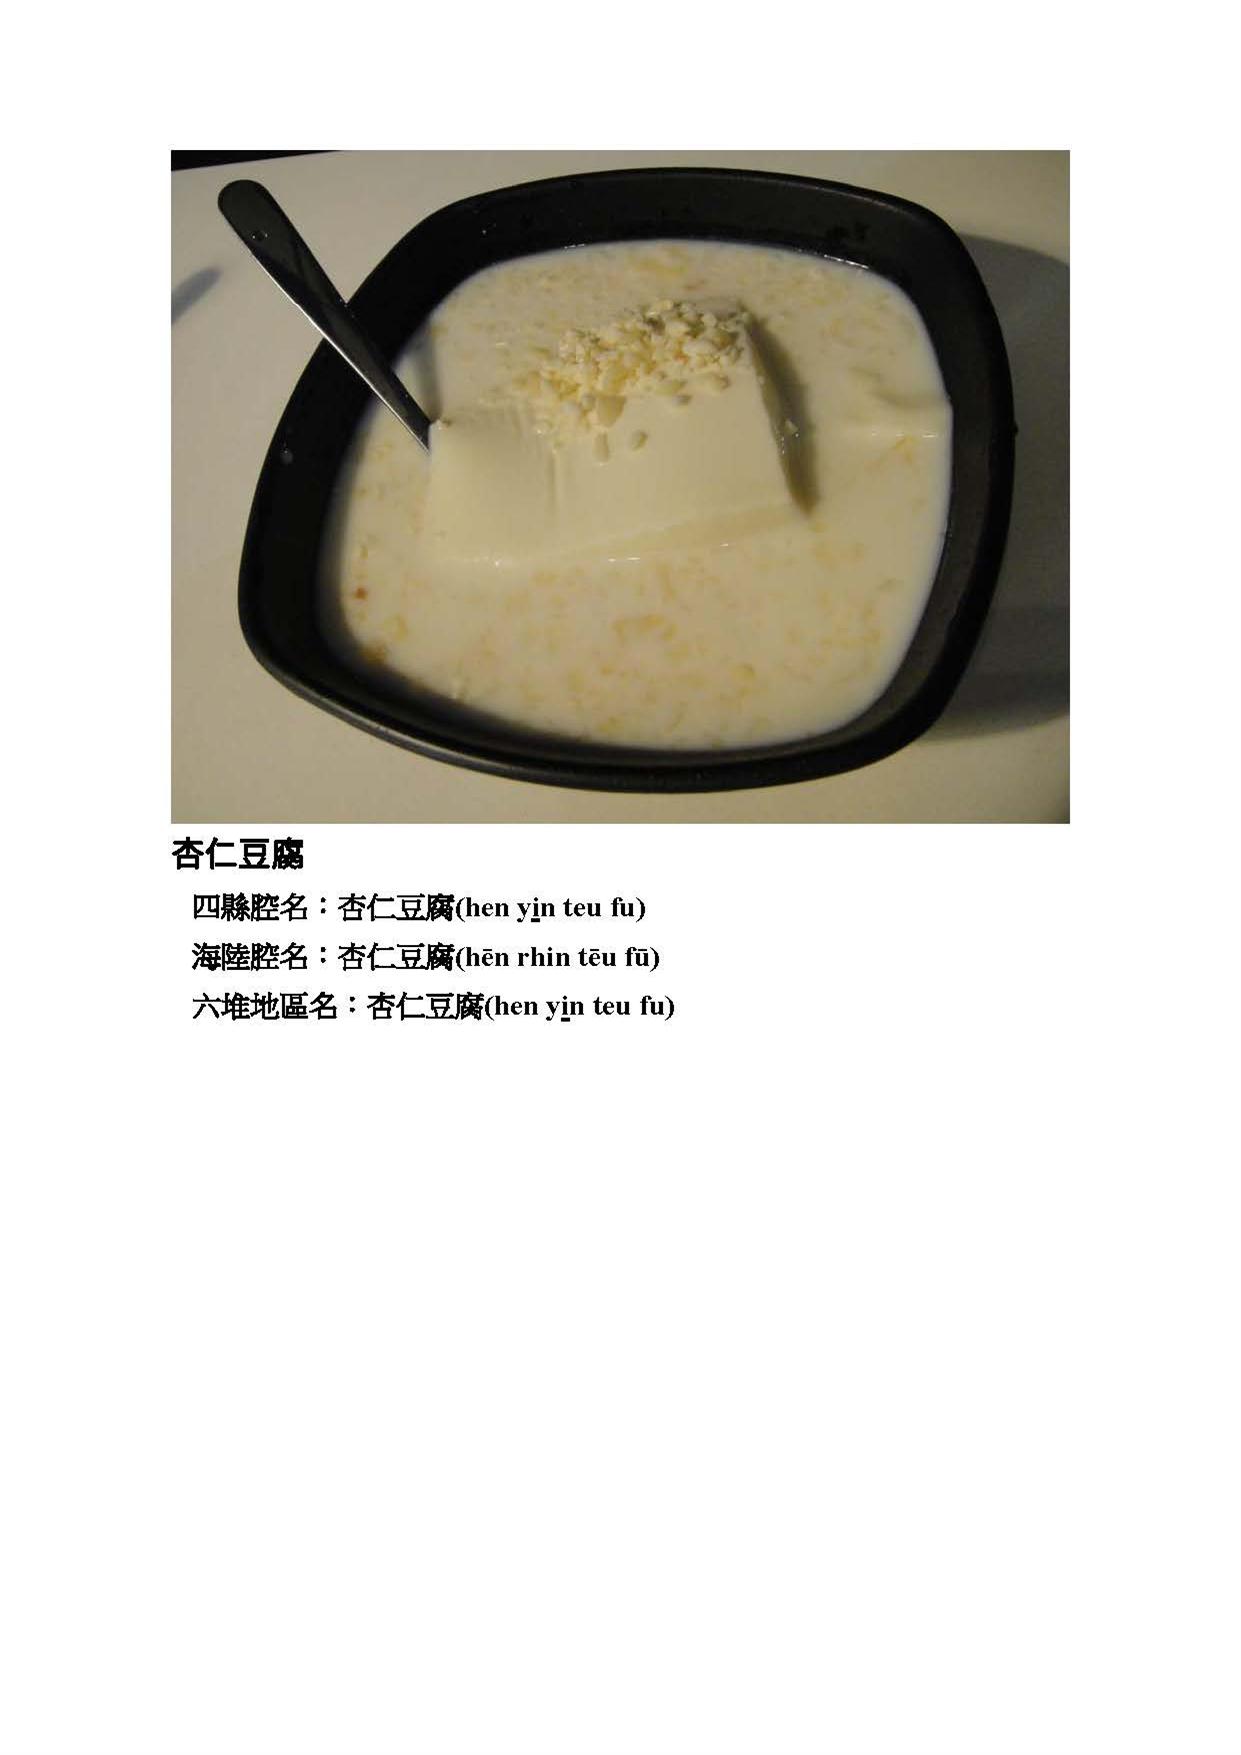 杏仁豆腐
四縣腔名：杏仁豆腐(hen yin teu fu)
海陸腔名：杏仁豆腐(hēn rhin tēu fū)
六堆地區名：杏仁豆腐(hen yin teu fu)